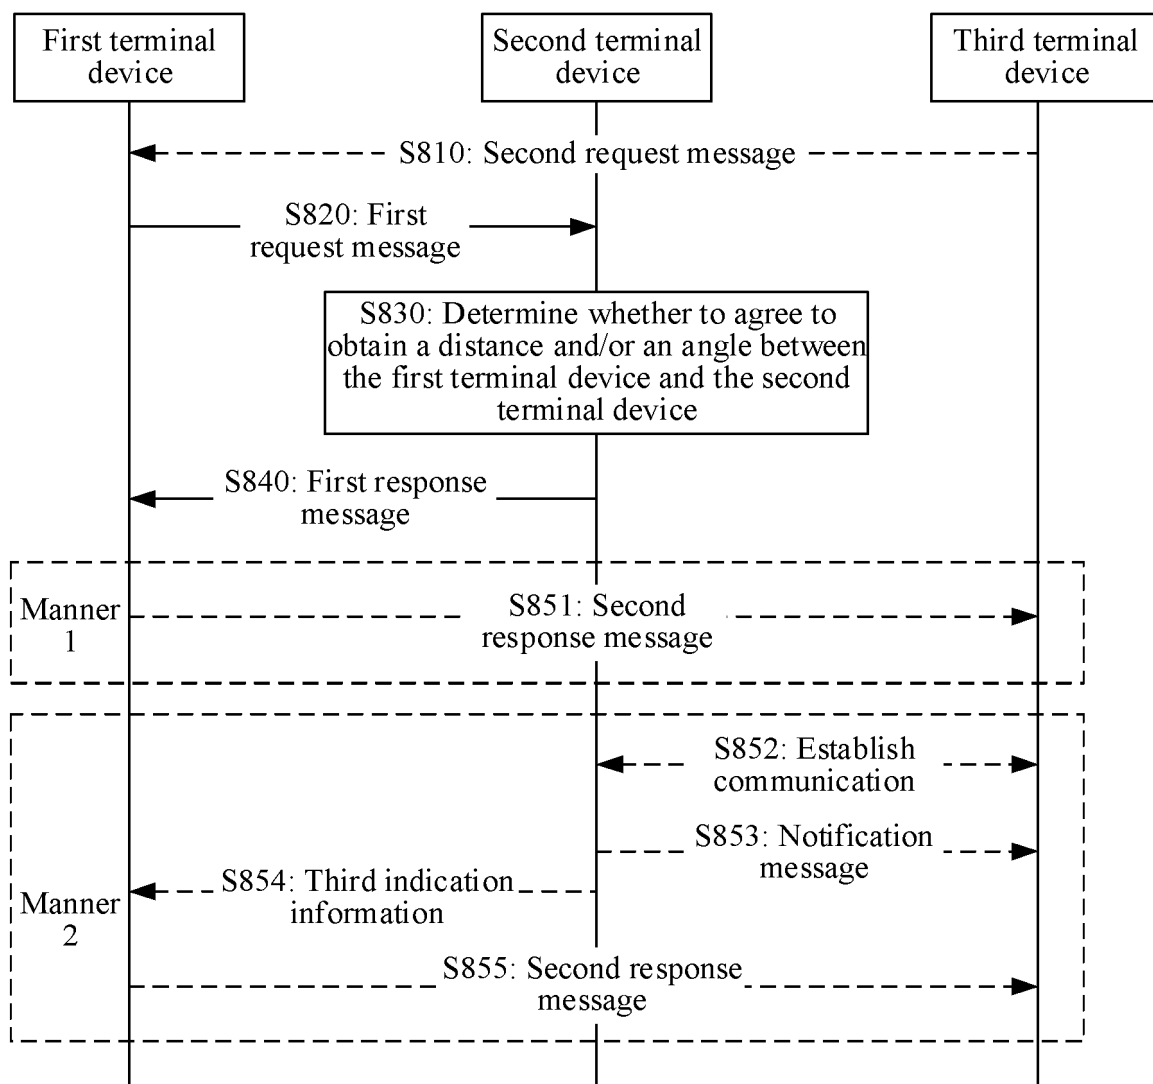 First terminal
device
Second terminal
device
Third terminal
device
S810: Second request message
S820: First
request message
S830: Determine whether to agree to
obtain a distance and/or an angle between
the first terminal device and the second
terminal device
S840: First response
message
Manner
1
S851: Second
response message
Manner
2
S852: Establish
communication
S853: Notification
message
S854: Third indication
information
S855: Second response
message